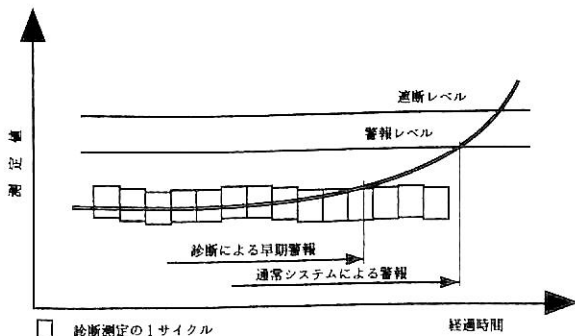 遮断レベル
警報レベル
測定値
診断による早期警報
通常システムによる警報
診断測定の1サイクル
経過時間